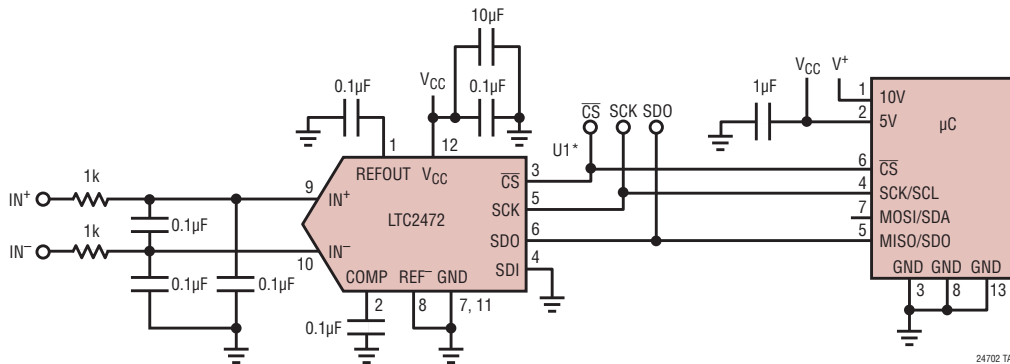 10µF
0.1µF
VCC
0.1µF
CS SCK SDO
U1*
1µF
VCC V+
1 10V
2 5V
µC
1 12
REFOUT VCC
IN+ 1k 9 IN+
0.1µF
LTC2472
CS 3
SCK 5
SDO 6
SDI 4
6 CS
4 SCK/SCL
7 MOSI/SDA
5 MISO/SDO
IN– 1k 10 IN–
0.1µF 0.1µF
COMP REF– GND
2 8 7, 11
0.1µF
GND GND GND
3 8 13
24702 TA